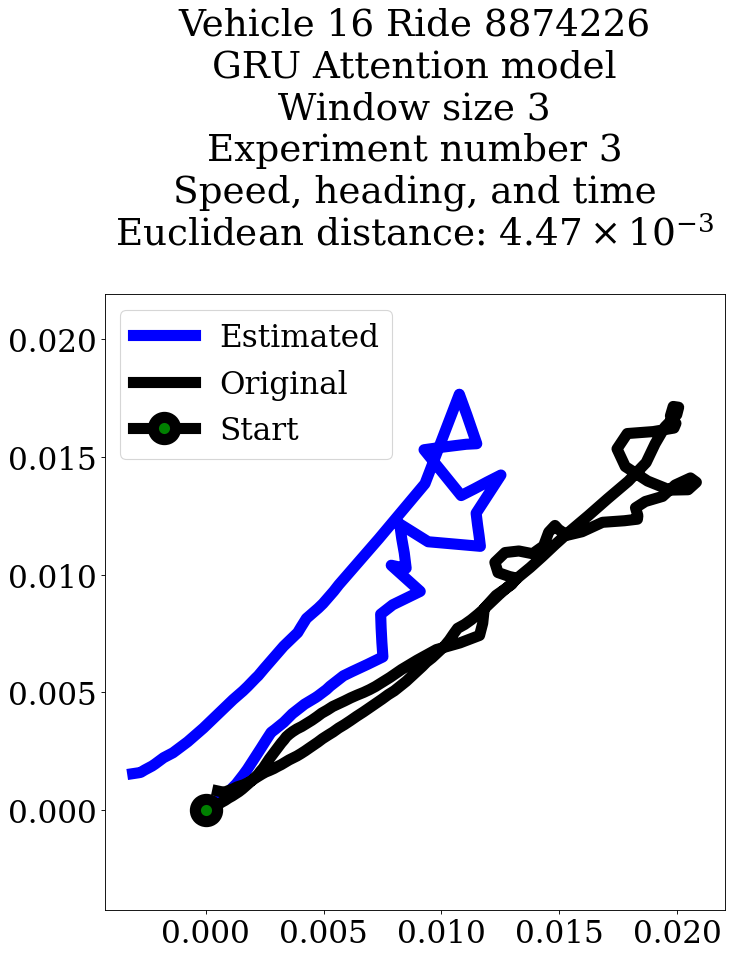 Vehicle 16 Ride 8874226
GRU Attention model
Window size 3
Experiment number 3
Speed, heading, and time
Euclidean distance: 4.47 × 10⁻³
Estimated
Original
Start
0.020
0.015
0.010
0.005
0.000
0.000 0.005 0.010 0.015 0.020